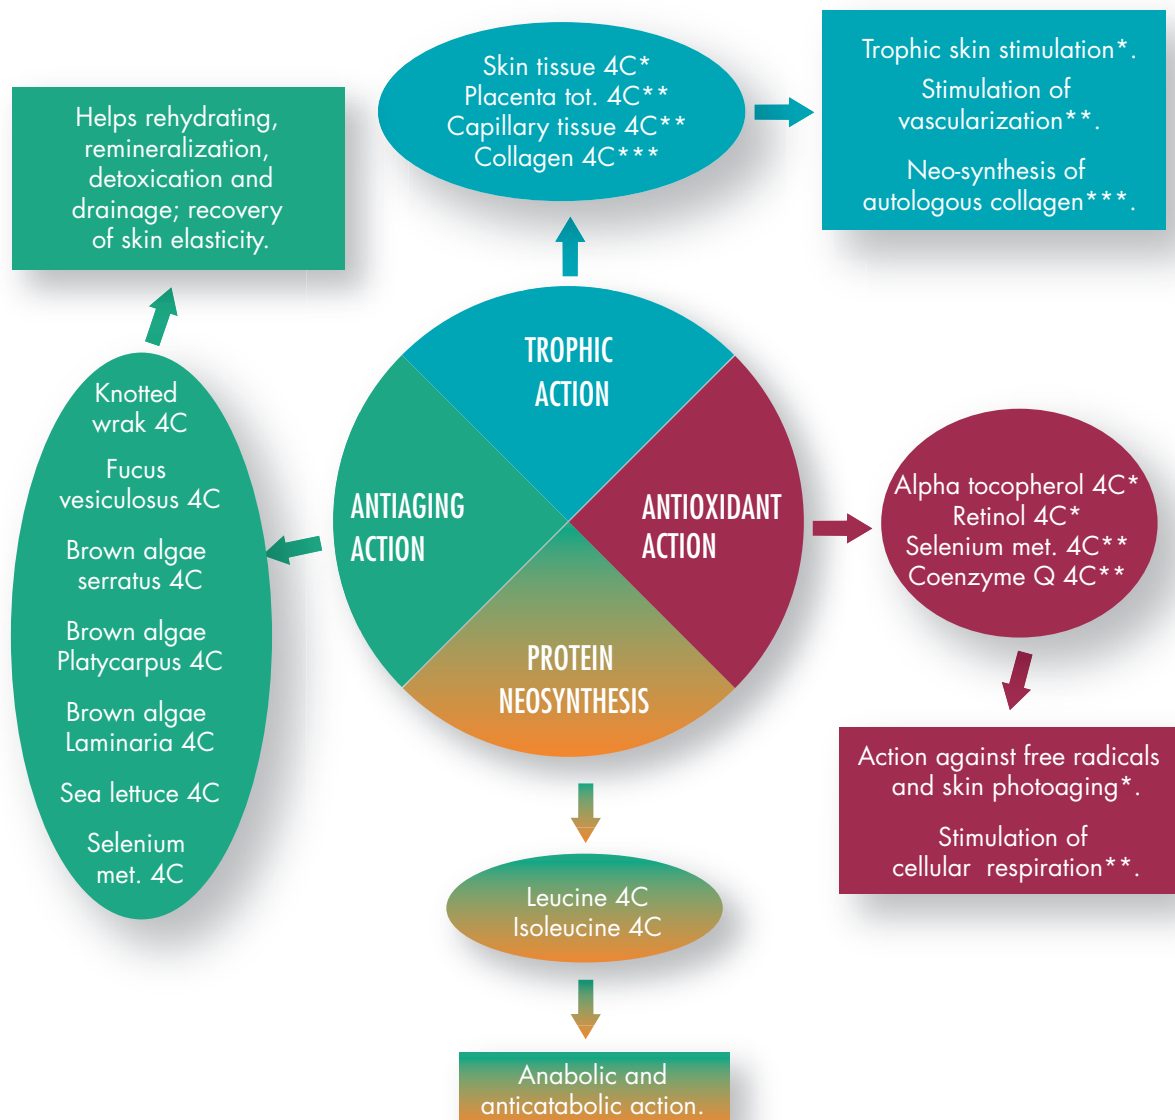 Skin tissue 4C*
Placenta tot. 4C**
Capillary tissue 4C**
Collagen 4C***
Trophic skin stimulation*.
Stimulation of
vascularization**.
Neo-synthesis of
autologous collagen***.
Helps rehydrating,
remineralization,
detoxication and
drainage; recovery
of skin elasticity.
TROPHIC
ACTION
ANTIAGING
ACTION
ANTIOXIDANT
ACTION
PROTEIN
NEOSYNTHESIS
Knotted
wrak 4C
Fucus
vesiculosus 4C
Brown algae
serratus 4C
Brown algae
Platycarpus 4C
Brown algae
Laminaria 4C
Sea lettuce 4C
Selenium
met. 4C
Alpha tocopherol 4C*
Retinol 4C*
Selenium met. 4C**
Coenzyme Q 4C**
Action against free radicals
and skin photoaging*.
Stimulation of
cellular respiration**.
Leucine 4C
Isoleucine 4C
Anabolic and
anticatabolic action.